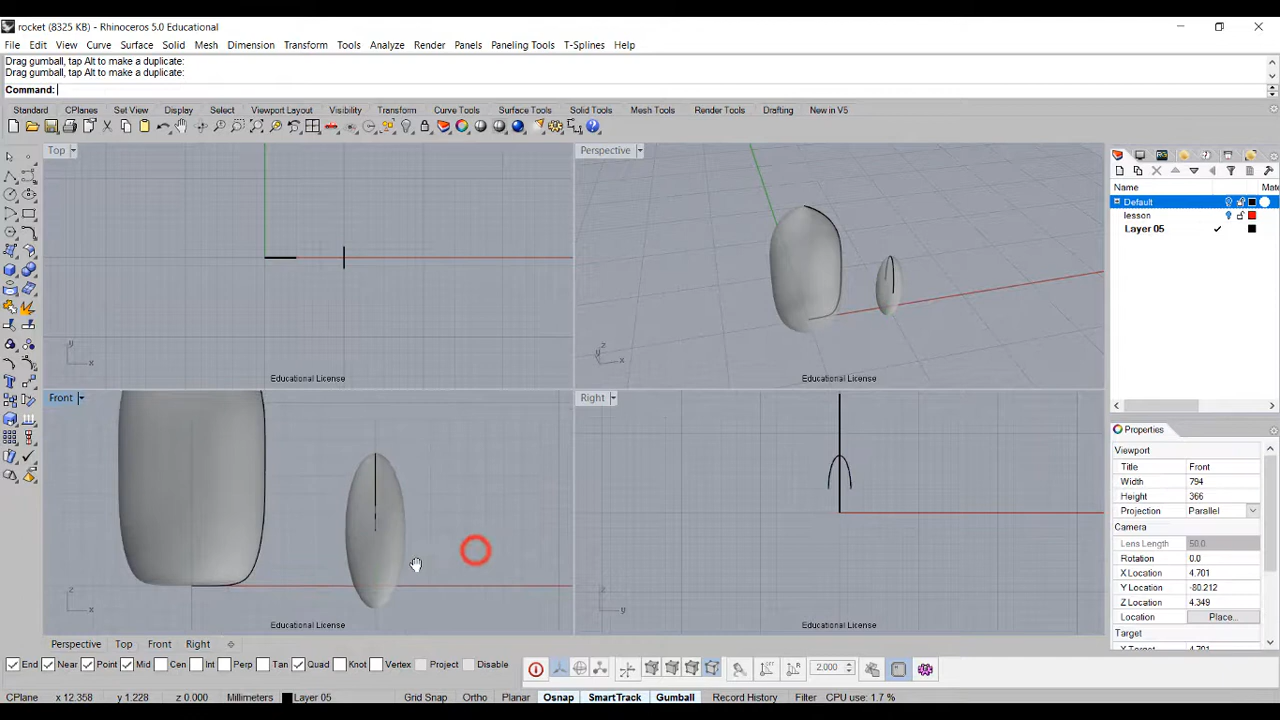 rocket (8325 KB) - Rhinoceros 5.0 Educational
File Edit View Curve Surface Solid Mesh Dimension Transform Tools Analyze Render Panels Paneling Tools T-Splines Help
Drag gumball, tap Alt to make a duplicate:
Drag gumball, tap Alt to make a duplicate:
Command:
Standard CPlanes Set View Display Select Viewport Layout Visibility Transform Curve Tools Surface Tools Solid Tools Mesh Tools Render Tools Drafting New in V5
Top
Perspective
Name Mate
Default
lesson
Layer 05
y
x
z
y
x
Educational License
Educational License
Front
Right
Properties
Viewport
Title Front
Width 794
Height 366
Projection Parallel
Camera
Lens Length 50.0
Rotation 0.0
X Location 4.701
Y Location -80.212
Z Location 4.349
Location Place...
Target
X Target 4.701
z
x
z
y
Educational License
Educational License
Perspective Top Front Right
End Near Point Mid Cen Int Perp Tan Quad Knot Vertex Project Disable
2.000
CPlane x 12.358 y 1.228 z 0.000 Millimeters Layer 05 Grid Snap Ortho Planar Osnap SmartTrack Gumball Record History Filter CPU use: 1.7 %